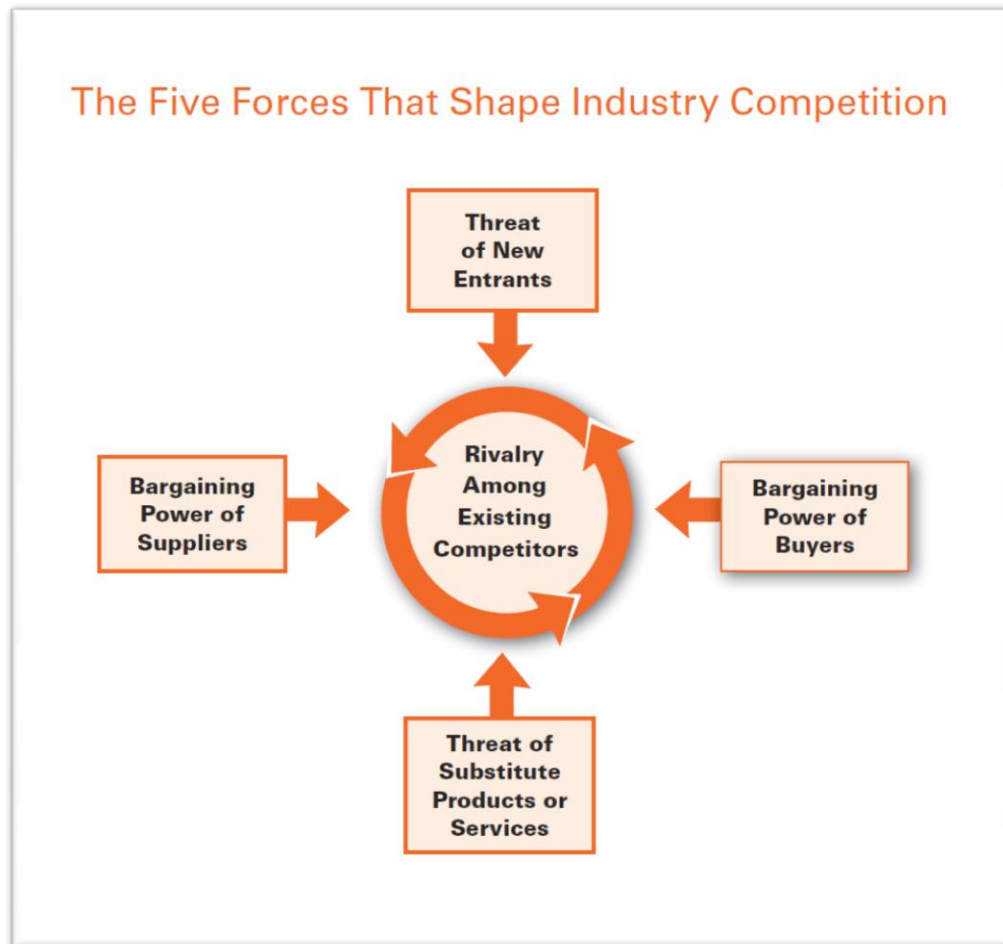 The Five Forces That Shape Industry Competition
Threat
of New
Entrants
Bargaining
Power of
Suppliers
Rivalry
Among
Existing
Competitors
Bargaining
Power of
Buyers
Threat of
Substitute
Products or
Services